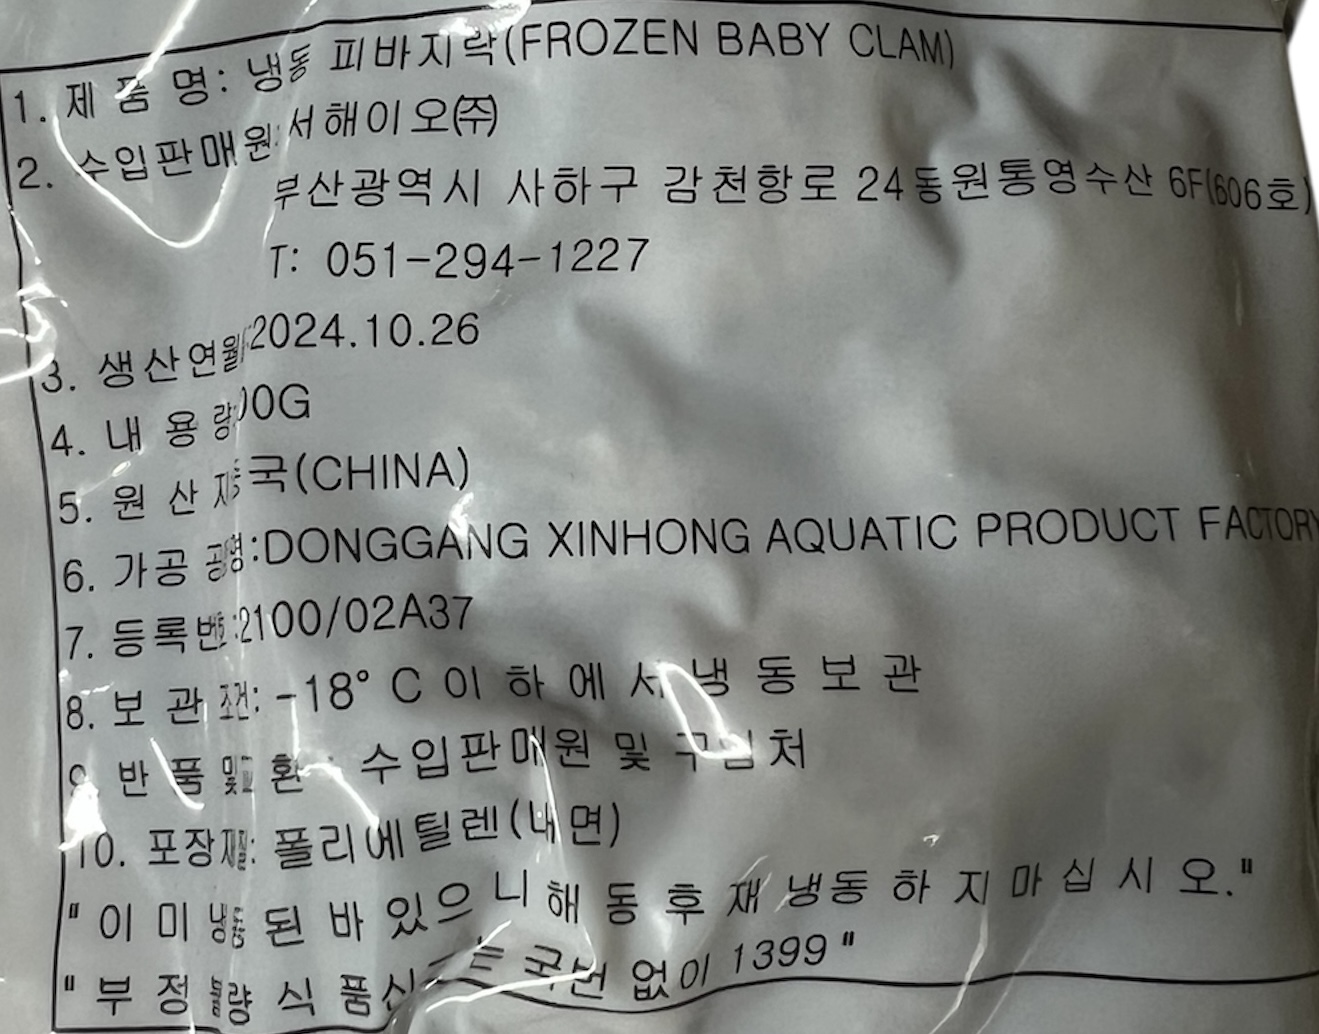 1. 제 품 명: 냉동 피바지락(FROZEN BABY CLAM)
2. 수입판매원:서해이오㈜
부산광역시 사하구 감천항로 24동원통영수산 6F(606호)
T: 051-294-1227
3. 생산연월 2024.10.26
4. 내 용 량 00G
5. 원 산 지 국(CHINA)
6. 가공 공 :DONGGANG XINHONG AQUATIC PRODUCT FACTORY
7. 등록번 :2100/02A37
8. 보 관 조건: -18° C 이 하 에 서 냉 동 보 관
9. 반 품 및 교 환 : 수입판매원 및 구입처
10. 포장재질: 폴리에틸렌(내면)
"이 미 냉동 된 바 있으 니 해 동 후 재 냉동 하 지 마 십 시 오."
"부 정 불량 식 품신 는 국번 없이 1399"